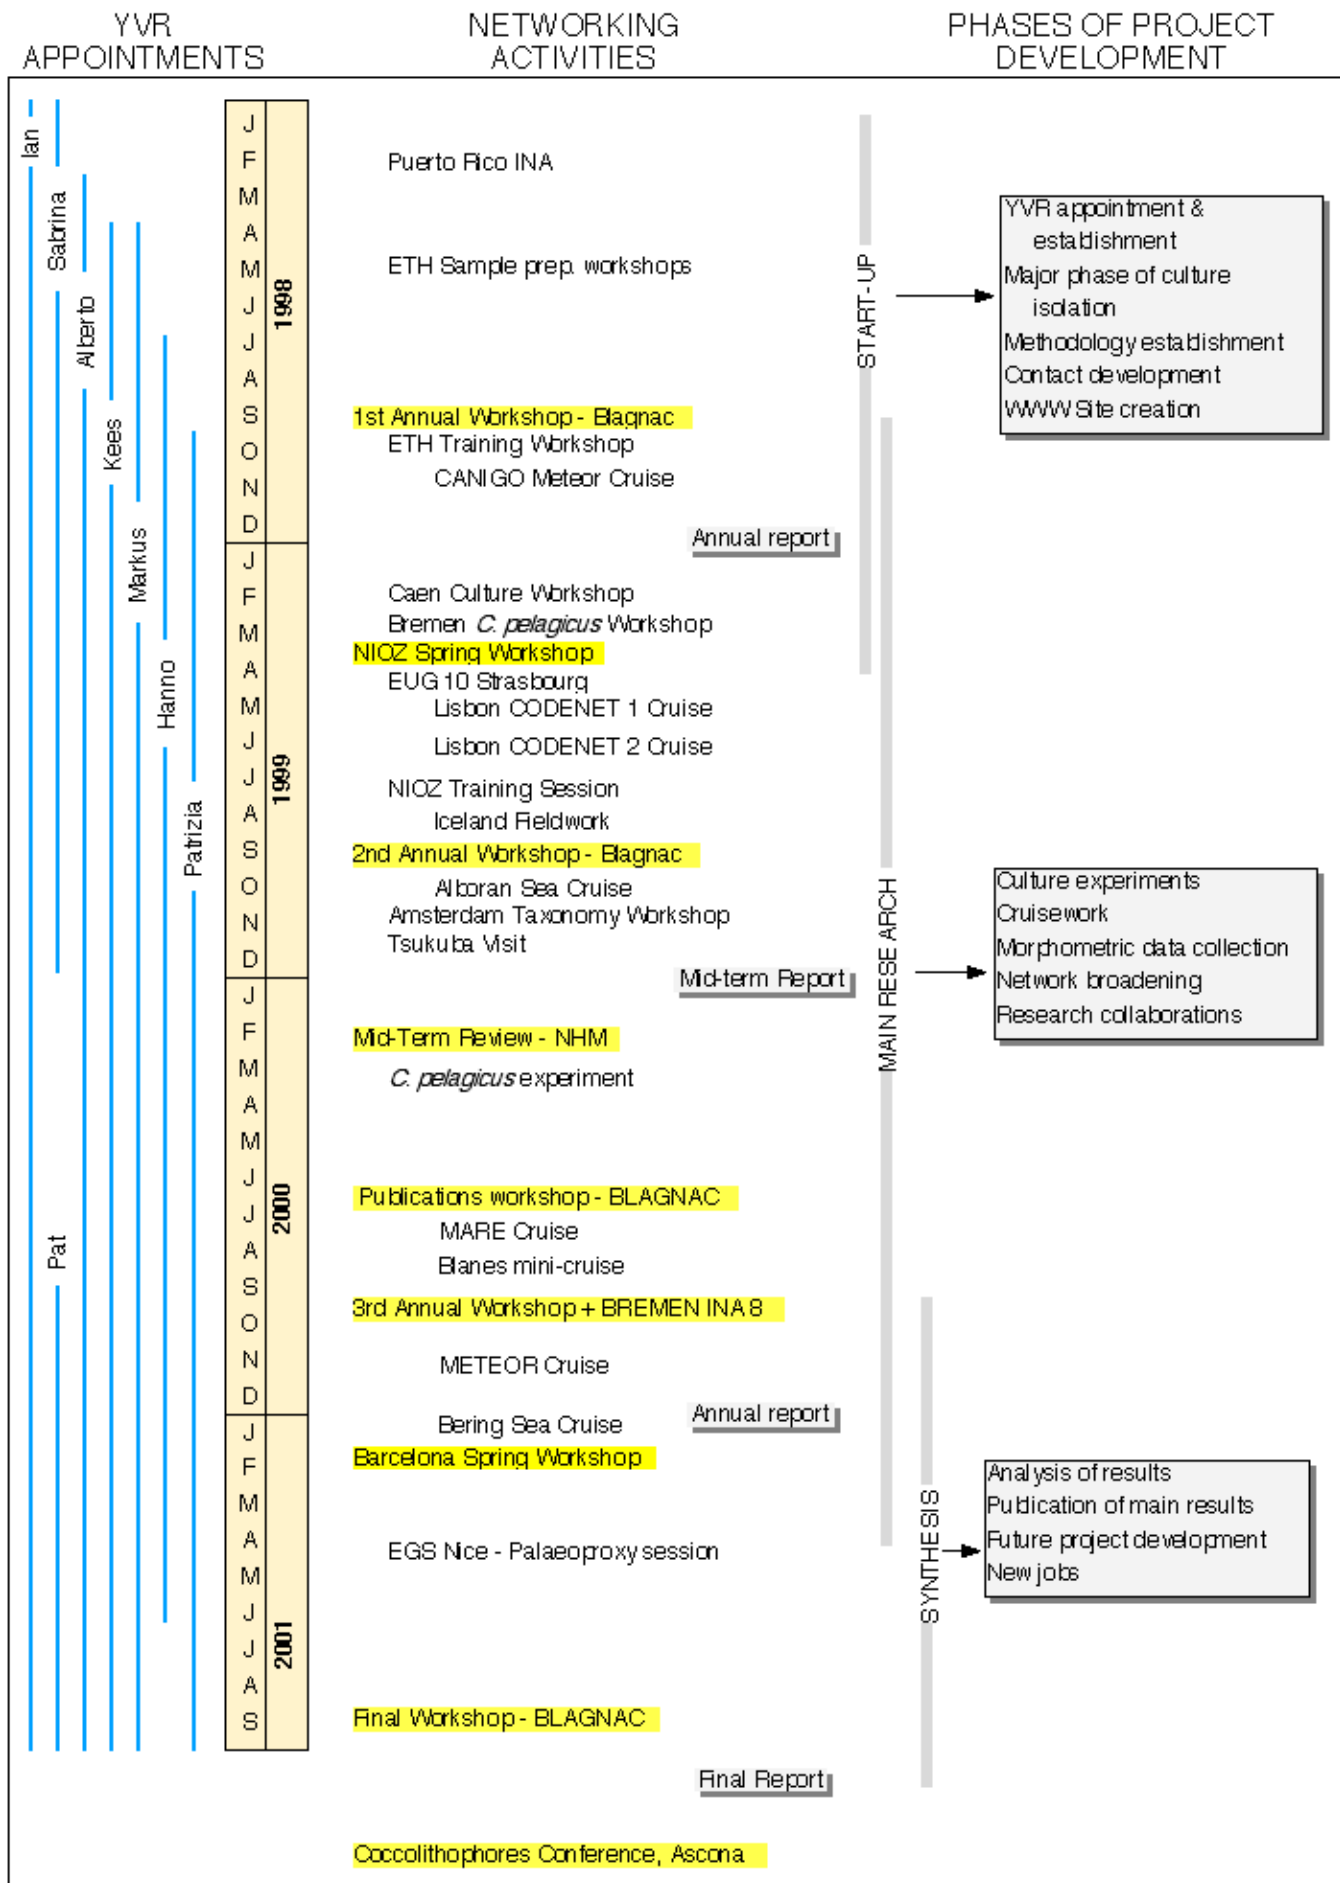 YVR
APPOINTMENTS
NETWORKING
ACTIVITIES
PHASES OF PROJECT
DEVELOPMENT
Ian
Sabrina
Alberto
Kees
Markus
Hanno
Patrizia
Pat
J
F
M
A
M
J
J
A
S
O
N
D
1998
J
F
M
A
M
J
J
A
S
O
N
D
1999
J
F
M
A
M
J
J
A
S
O
N
D
2000
J
F
M
A
M
J
J
A
S
2001
Puerto Rico INA
ETH Sample prep. workshops
1st Annual Workshop - Blagnac
ETH Training Workshop
CANIGO Meteor Cruise
Annual report
Caen Culture Workshop
Bremen C. pelagicus Workshop
NIOZ Spring Workshop
EUG 10 Strasbourg
Lisbon CODENET 1 Cruise
Lisbon CODENET 2 Cruise
NIOZ Training Session
Iceland Fieldwork
2nd Annual Workshop - Blagnac
Alboran Sea Cruise
Amsterdam Taxonomy Workshop
Tsukuba Visit
Mid-term Report
Mid-Term Review - NHM
C. pelagicus experiment
Publications workshop - BLAGNAC
MARE Cruise
Blanes mini-cruise
3rd Annual Workshop + BREMEN INA 8
METEOR Cruise
Bering Sea Cruise
Annual report
Barcelona Spring Workshop
EGS Nice - Palaeoproxy session
Final Workshop - BLAGNAC
Final Report
Coccolithophores Conference, Ascona
START-UP
YVR appointment &
establishment
Major phase of culture
isolation
Methodology establishment
Contact development
WWW Site creation
MAIN RESEARCH
Culture experiments
Cruisework
Morphometric data collection
Network broadening
Research collaborations
SYNTHESIS
Analysis of results
Publication of main results
Future project development
New jobs